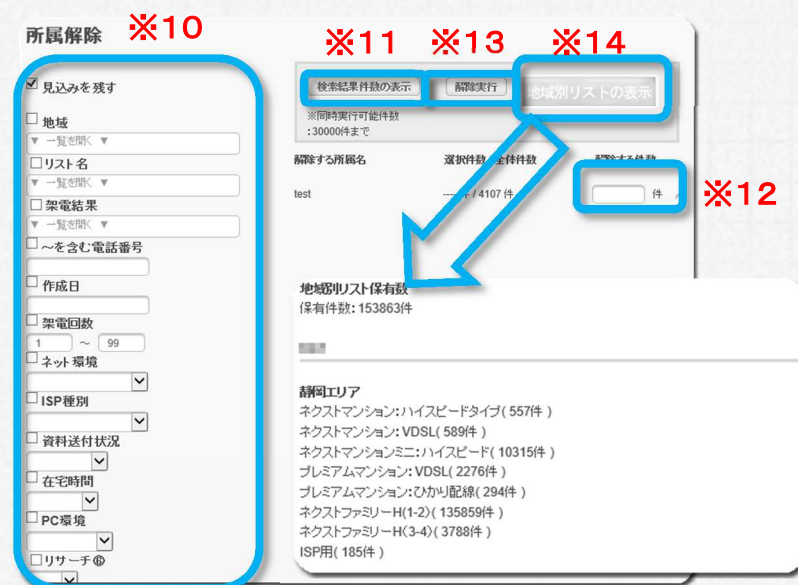 所属解除
※10
※11
※13
※14
※12
見込みを残す
地域
▼ 一覧を開く ▼
リスト名
▼ 一覧を開く ▼
架電結果
▼ 一覧を開く ▼
～を含む電話番号
作成日
架電回数
1 ～ 99
ネット環境
ISP種別
資料送付状況
在宅時間
PC環境
リサーチ⑥
検索結果件数の表示
解除実行
地域別リストの表示
※同時実行可能件数
:30000件まで
解除する所属名
選択件数 全体件数
解除する件数
test
/ 4107 件
件
地域別リスト保有数
保有件数: 153863件
静岡エリア
ネクストマンション:ハイスピードタイプ( 557件 )
ネクストマンション: VDSL( 589件 )
ネクストマンションミニ:ハイスピード( 10315件 )
プレミアムマンション: VDSL( 2276件 )
プレミアムマンション:ひかり配線( 294件 )
ネクストファミリーH(1-2)( 135859件 )
ネクストファミリーH(3-4)( 3788件 )
ISP用( 185件 )